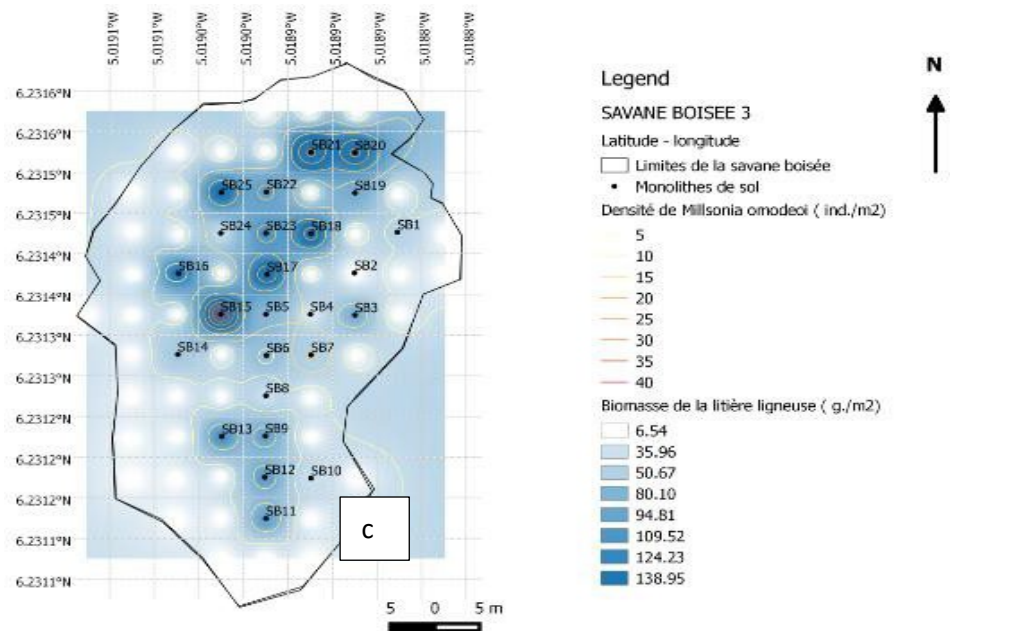 5.0191°W
5.0191°W
5.0190°W
5.0190°W
5.0189°W
5.0189°W
5.0189°W
5.0188°W
5.0188°W
6.2316°N
6.2316°N
6.2315°N
6.2315°N
6.2314°N
6.2314°N
6.2313°N
6.2313°N
6.2312°N
6.2312°N
6.2312°N
6.2311°N
6.2311°N
SB21 SB20
SB25 SB22 SB19
SB24 SB23 SB18 SB1
SB16 SB17 SB2
SB15 SB5 SB4 SB3
SB14 SB6 SB7
SB8
SB13 SB9
SB12 SB10
SB11
C
5 0 5 m
N
Legend
SAVANE BOISEE 3
Latitude - longitude
Limites de la savane boisée
Monolithes de sol
Densité de Millsonia omodeoi ( ind./m2)
5
10
15
20
25
30
35
40
Biomasse de la litière ligneuse ( g./m2)
6.54
35.96
50.67
80.10
94.81
109.52
124.23
138.95